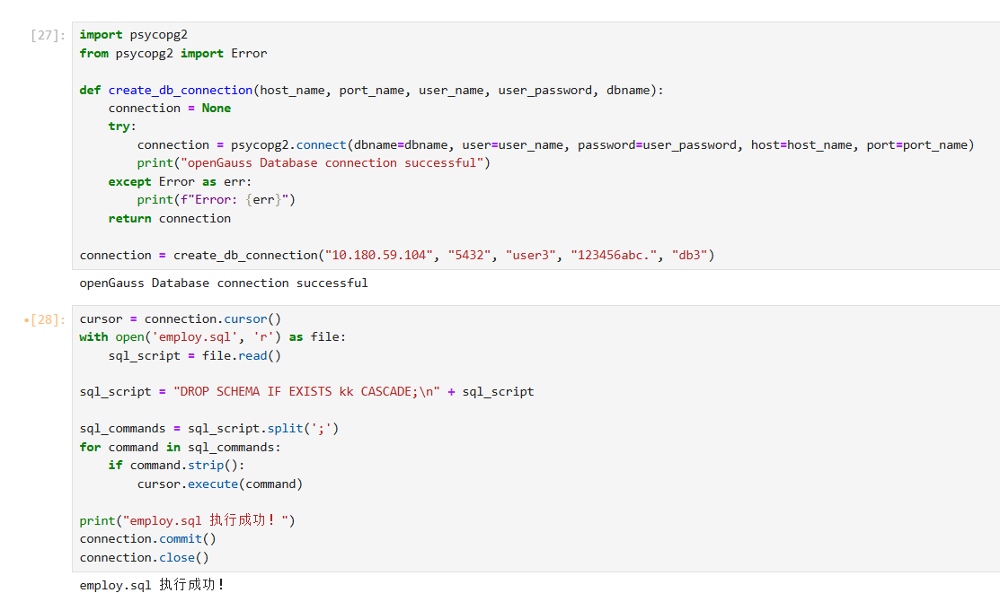 [27]:
import psycopg2
from psycopg2 import Error

def create_db_connection(host_name, port_name, user_name, user_password, dbname):
    connection = None
    try:
        connection = psycopg2.connect(dbname=dbname, user=user_name, password=user_password, host=host_name, port=port_name)
        print("openGauss Database connection successful")
    except Error as err:
        print(f"Error: {err}")
    return connection

connection = create_db_connection("10.180.59.104", "5432", "user3", "123456abc.", "db3")
openGauss Database connection successful
•[28]:
cursor = connection.cursor()
with open('employ.sql', 'r') as file:
    sql_script = file.read()

sql_script = "DROP SCHEMA IF EXISTS kk CASCADE;\n" + sql_script

sql_commands = sql_script.split(';')
for command in sql_commands:
    if command.strip():
        cursor.execute(command)

print("employ.sql 执行成功！")
connection.commit()
connection.close()
employ.sql 执行成功！